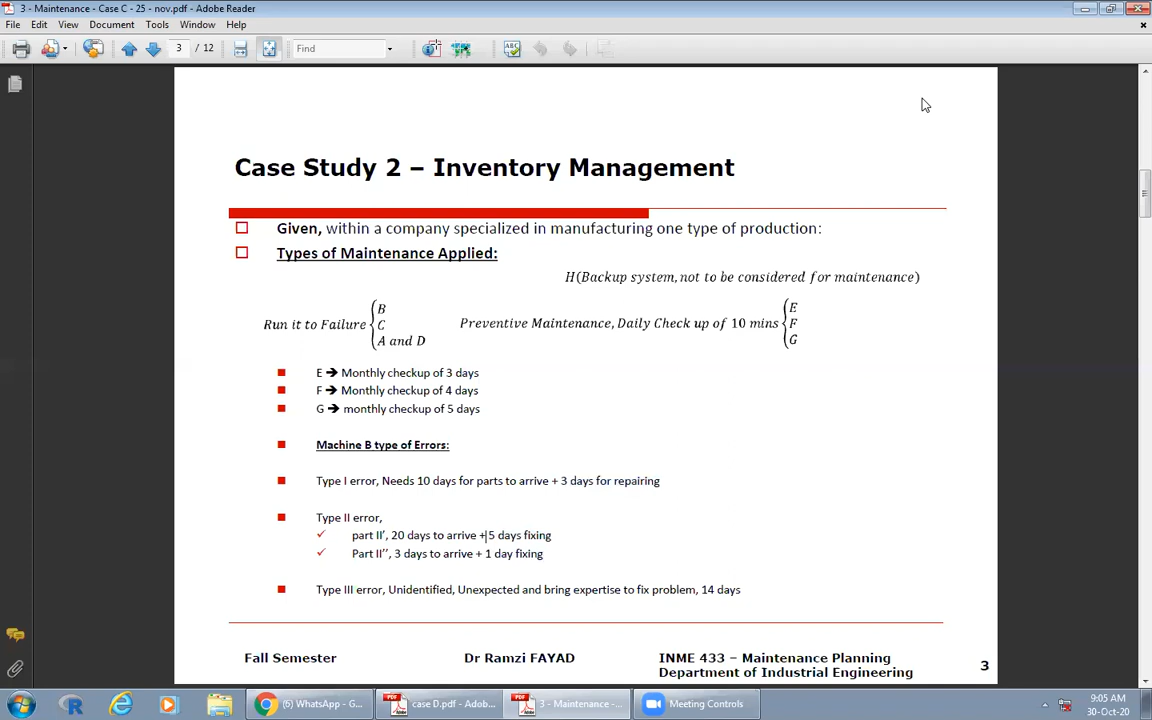 3 - Maintenance - Case C - 25 - nov.pdf - Adobe Reader
File Edit View Document Tools Window Help
3 / 12 Find
Case Study 2 – Inventory Management
Given, within a company specialized in manufacturing one type of production:
Types of Maintenance Applied:
H(Backup system, not to be considered for maintenance)
Run it to Failure { B C A and D Preventive Maintenance, Daily Check up of 10 mins { E F G
E ➔ Monthly checkup of 3 days
F ➔ Monthly checkup of 4 days
G ➔ monthly checkup of 5 days
Machine B type of Errors:
Type I error, Needs 10 days for parts to arrive + 3 days for repairing
Type II error,
part II’, 20 days to arrive + 5 days fixing
Part II’’, 3 days to arrive + 1 day fixing
Type III error, Unidentified, Unexpected and bring expertise to fix problem, 14 days
Fall Semester Dr Ramzi FAYAD INME 433 – Maintenance Planning
Department of Industrial Engineering 3
(5) WhatsApp - G... case D.pdf - Adob... 3 - Maintenance -... Meeting Controls
9:05 AM
30-Oct-20